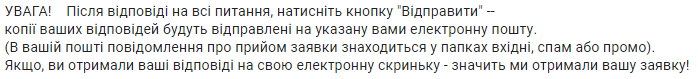 УВАГА!    Після відповіді на всі питання, натисніть кнопку "Відправити" --
копії ваших відповідей будуть відправлені на указану вами електронну пошту.
(В вашій пошті повідомлення про прийом заявки знаходиться у папках вхідні, спам або промо).
Якщо, ви отримали ваші відповіді на свою електронну скриньку - значить ми отримали вашу заявку!